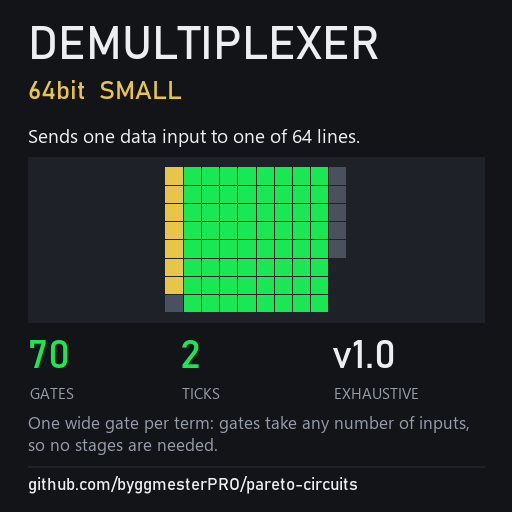 DEMULTIPLEXER
64bit SMALL
Sends one data input to one of 64 lines.
70 2 v1.0
GATES TICKS EXHAUSTIVE
One wide gate per term: gates take any number of inputs,
so no stages are needed.
github.com/byggmesterPRO/pareto-circuits